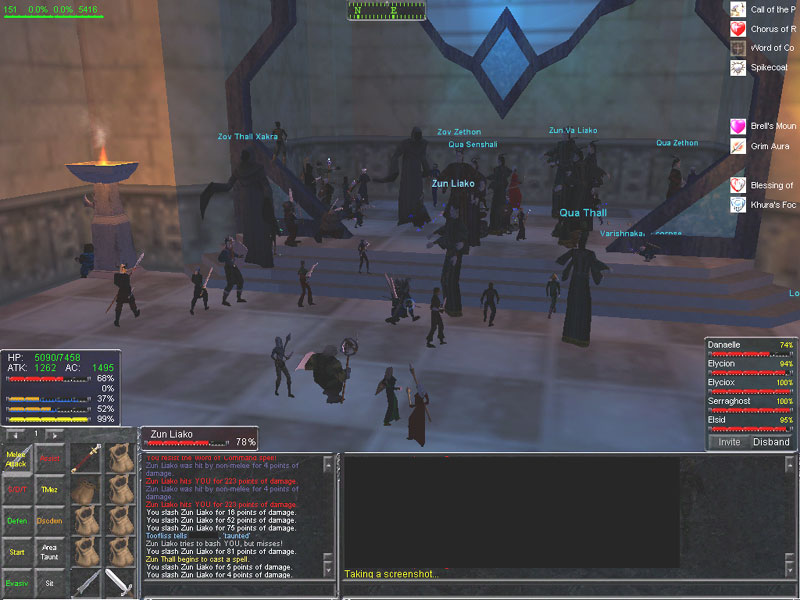 151 0.0% 0.0% 5416
N E
Call of the P
Chorus of R
Word of Co
Spikecoat
Brell's Moun
Grim Aura
Blessing of
Khura's Foc
Zov Thall Xakra
Zov Zethon
Qua Senshali
Zun Va Liako
Qua Zethon
Zun Liako
Qua Thall
Lo
HP: 5090/7458
ATK: 1262 AC: 1495
68%
0%
37%
52%
99%
Danaelle 74%
Elycion 94%
Elyciox 100%
Serraghost 100%
Elsid 95%
Invite Disband
1
Melee Attack
TMez
Defen
Dsoden
Start
Area Taunt
Evasiv
Sit
Zun Liako
78%
You resist the Word of Command spell!
Zun Liako was hit by non-melee for 4 points of
damage.
Zun Liako hits YOU for 223 points of damage.
Zun Liako was hit by non-melee for 4 points of
damage.
Zun Liako hits YOU for 223 points of damage.
You slash Zun Liako for 16 points of damage.
You slash Zun Liako for 52 points of damage.
You slash Zun Liako for 75 points of damage.
Toofliss tells , 'taunted'
Zun Liako tries to bash YOU, but misses!
You slash Zun Liako for 81 points of damage.
Zun Thall begins to cast a spell.
You slash Zun Liako for 5 points of damage.
You slash Zun Liako for 4 points of damage.
Taking a screenshot...